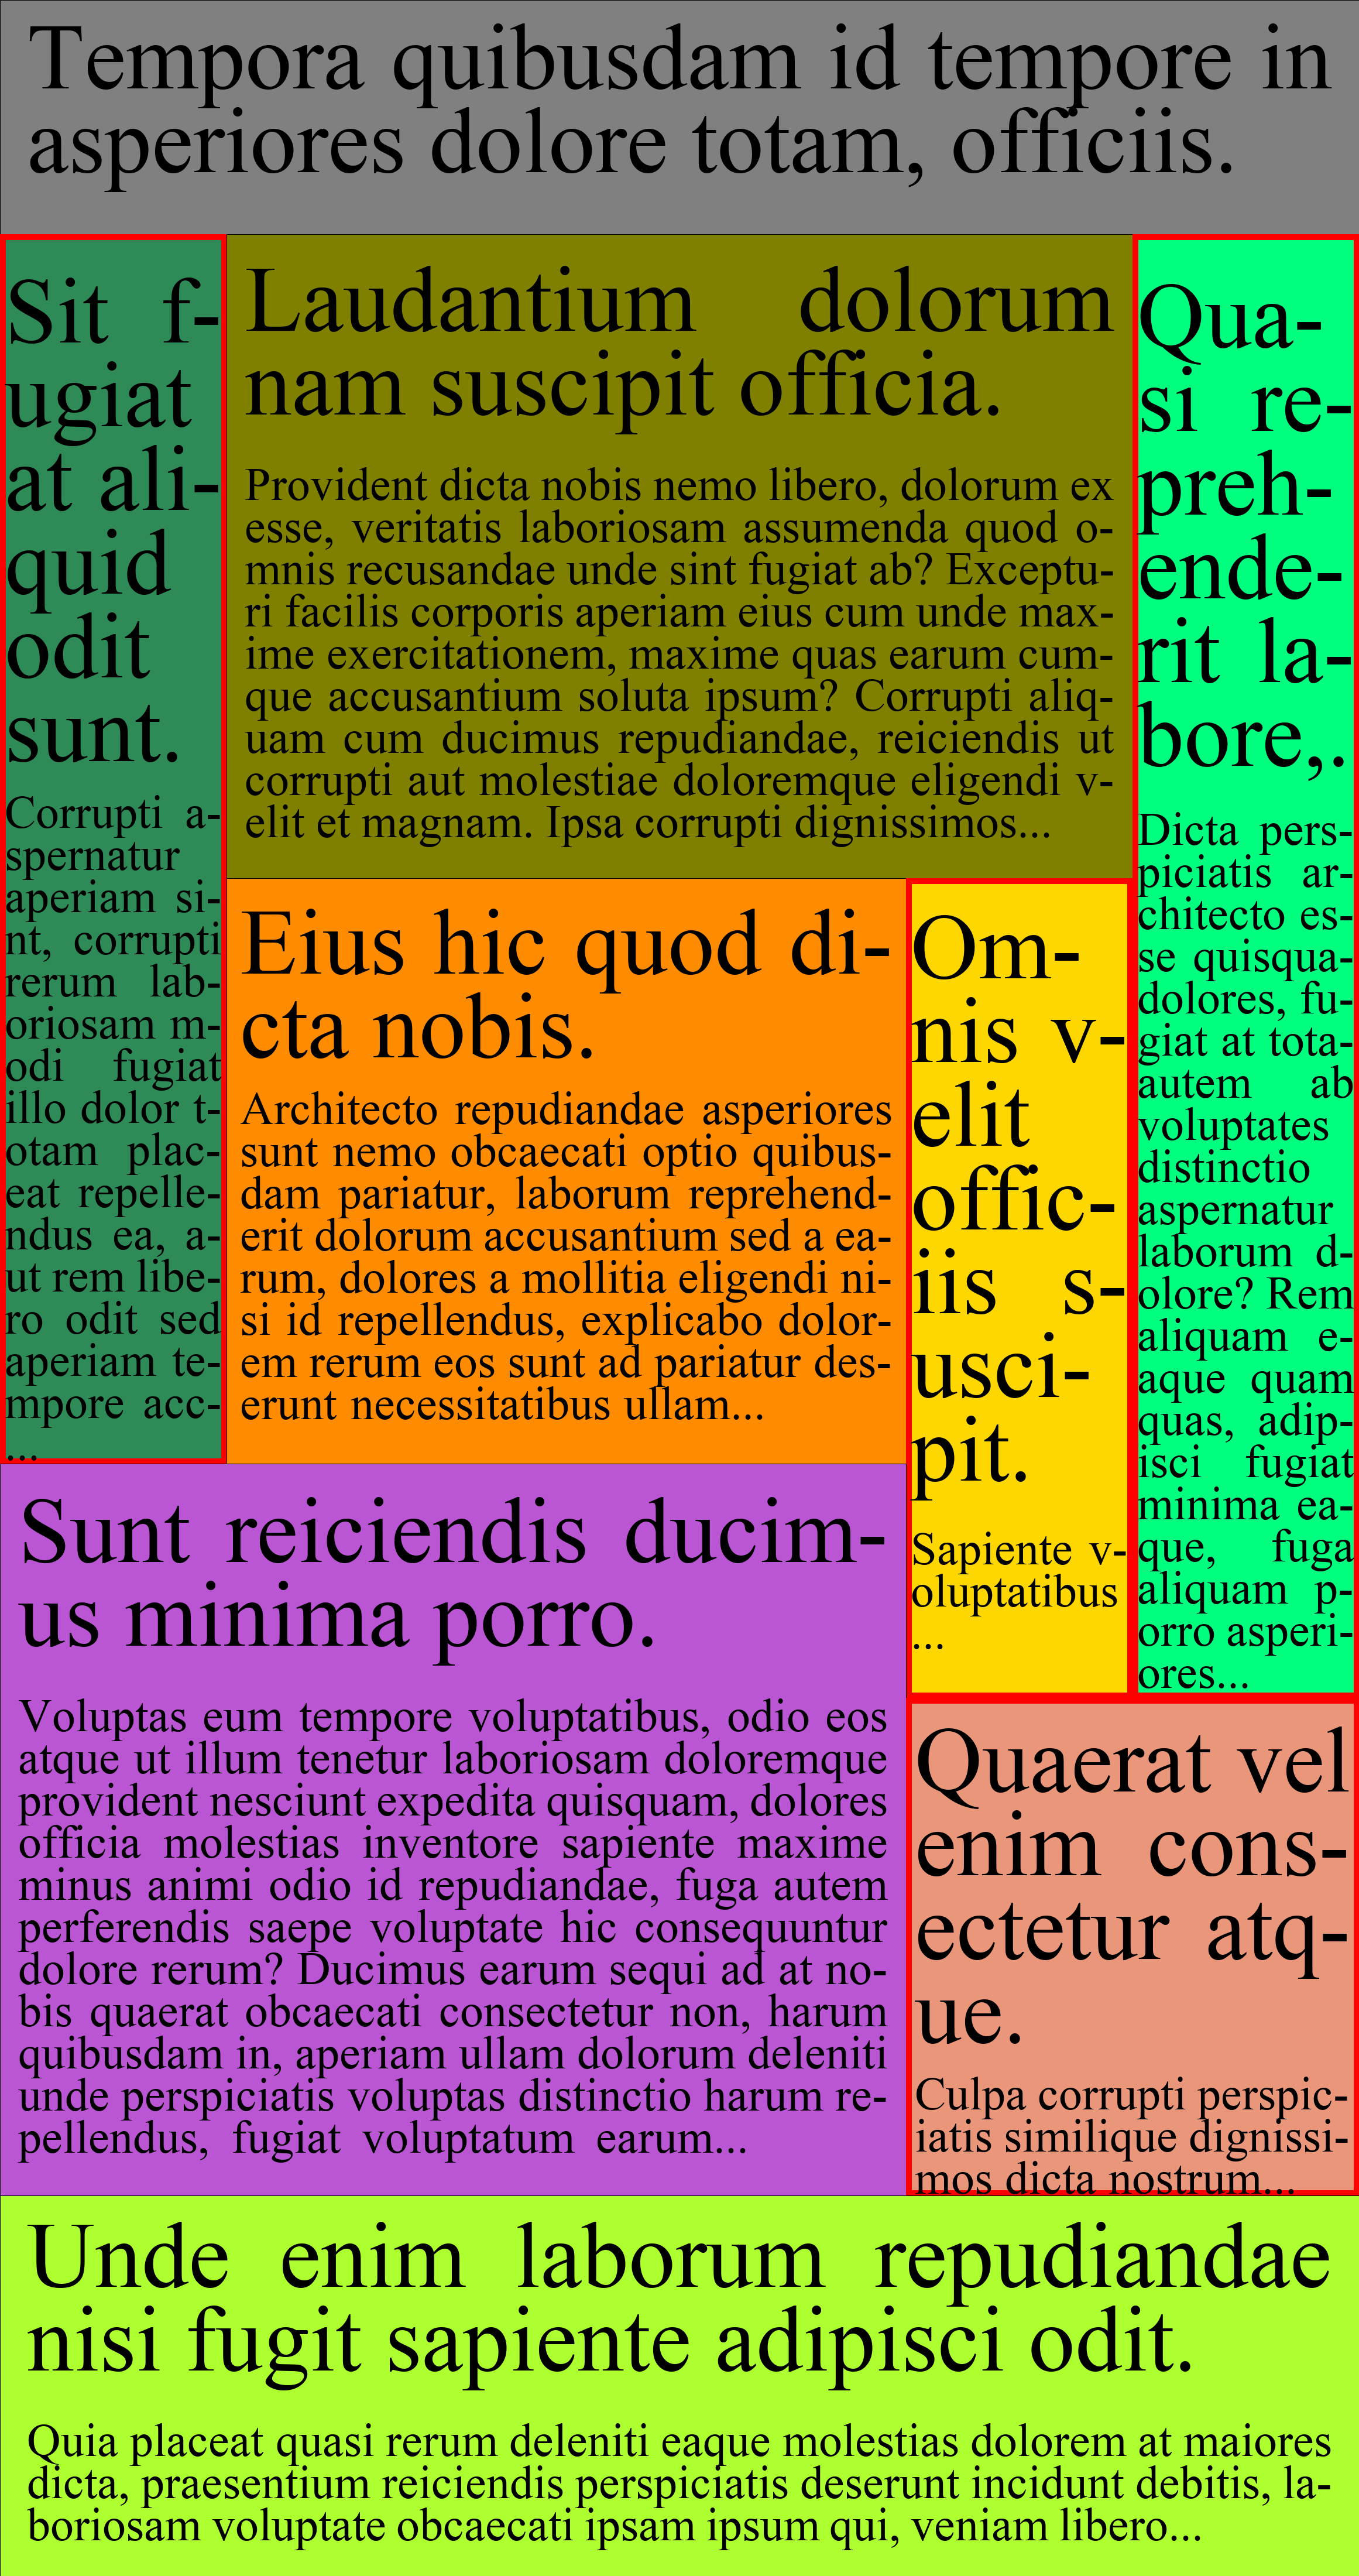 Tempora quibusdam id tempore in
asperiores dolore totam, officiis.
Sit f-
ugiat
at ali-
quid
odit
sunt.
Corrupti a-
spernatur
aperiam si-
nt, corrupti
rerum lab-
oriosam m-
odi fugiat
illo dolor t-
otam plac-
eat repelle-
ndus ea, a-
ut rem libe-
ro odit sed
aperiam te-
mpore acc-
...
Laudantium dolorum
nam suscipit officia.
Provident dicta nobis nemo libero, dolorum ex
esse, veritatis laboriosam assumenda quod o-
mnis recusandae unde sint fugiat ab? Exceptu-
ri facilis corporis aperiam eius cum unde max-
ime exercitationem, maxime quas earum cum-
que accusantium soluta ipsum? Corrupti aliq-
uam cum ducimus repudiandae, reiciendis ut
corrupti aut molestiae doloremque eligendi v-
elit et magnam. Ipsa corrupti dignissimos...
Qua-
si re-
preh-
ende-
rit la-
bore,.
Dicta pers-
piciatis ar-
chitecto es-
se quisqua-
dolores, fu-
giat at tota-
autem ab
voluptates
distinctio
aspernatur
laborum d-
olore? Rem
aliquam e-
aque quam
quas, adip-
isci fugiat
minima ea-
que, fuga
aliquam p-
orro asperi-
ores...
Eius hic quod di-
cta nobis.
Architecto repudiandae asperiores
sunt nemo obcaecati optio quibus-
dam pariatur, laborum reprehend-
erit dolorum accusantium sed a ea-
rum, dolores a mollitia eligendi ni-
si id repellendus, explicabo dolor-
em rerum eos sunt ad pariatur des-
erunt necessitatibus ullam...
Om-
nis v-
elit
offic-
iis s-
usci-
pit.
Sapiente v-
oluptatibus
...
Sunt reiciendis ducim-
us minima porro.
Voluptas eum tempore voluptatibus, odio eos
atque ut illum tenetur laboriosam doloremque
provident nesciunt expedita quisquam, dolores
officia molestias inventore sapiente maxime
minus animi odio id repudiandae, fuga autem
perferendis saepe voluptate hic consequuntur
dolore rerum? Ducimus earum sequi ad at no-
bis quaerat obcaecati consectetur non, harum
quibusdam in, aperiam ullam dolorum deleniti
unde perspiciatis voluptas distinctio harum re-
pellendus, fugiat voluptatum earum...
Quaerat vel
enim cons-
ectetur atq-
ue.
Culpa corrupti perspic-
iatis similique dignissi-
mos dicta nostrum...
Unde enim laborum repudiandae
nisi fugit sapiente adipisci odit.
Quia placeat quasi rerum deleniti eaque molestias dolorem at maiores
dicta, praesentium reiciendis perspiciatis deserunt incidunt debitis, la-
boriosam voluptate obcaecati ipsam ipsum qui, veniam libero...